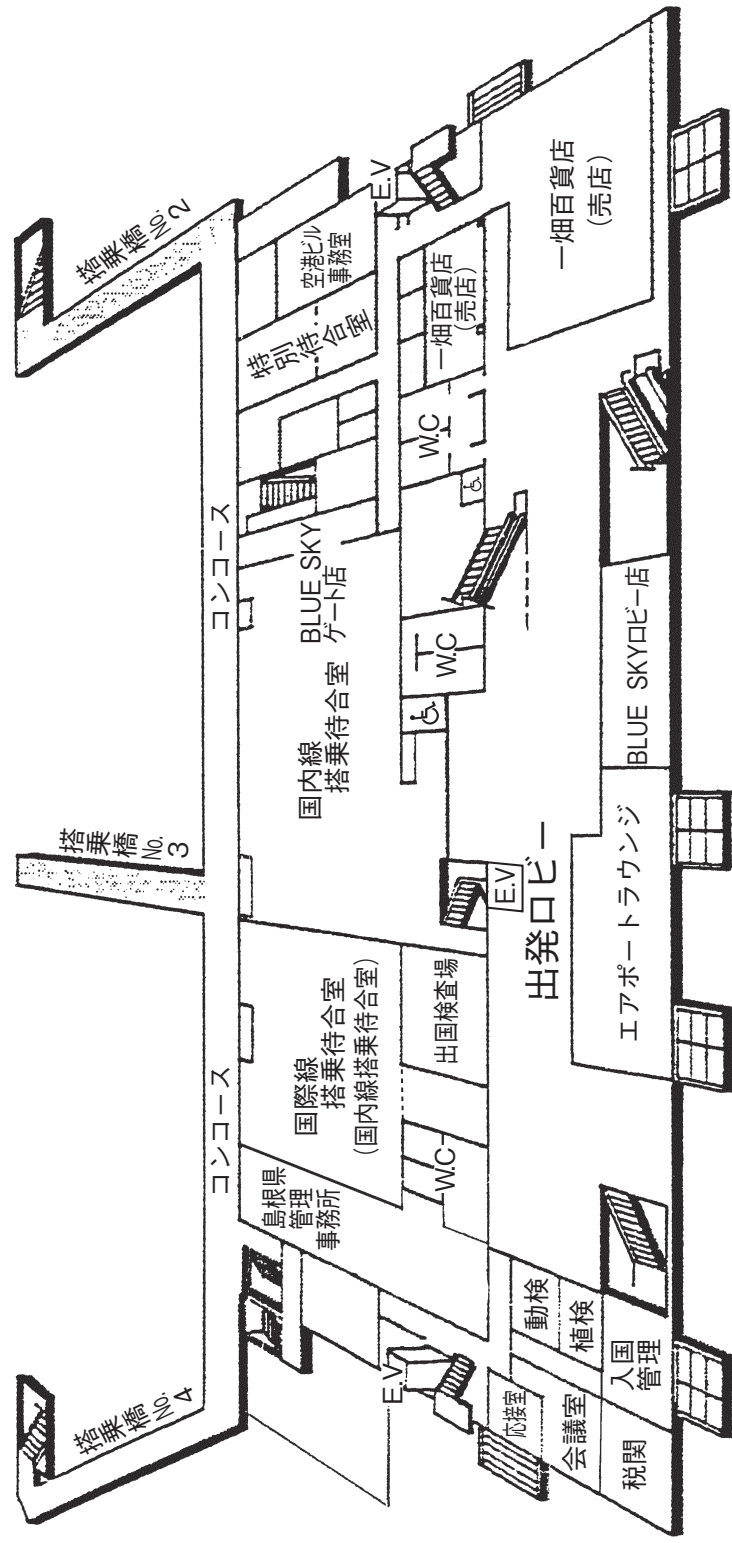 搭乗橋
No.
4
搭乗橋
No.
3
搭乗橋
No.
2
コンコース
コンコース
島根県
管理
事務所
国際線
搭乗待合室
(国内線搭乗待合室)
国内線
搭乗待合室
BLUE SKY
ゲート店
特別待合室
空港ビル
事務室
E.V
E.V
W.C
出国検査場
W.C
W.C
一畑百貨店
(売店)
応接室
動検
植検
会議室
税関
入国
管理
出発ロビー
E.V
エアポートラウンジ
BLUE SKYロビー店
一畑百貨店
(売店)